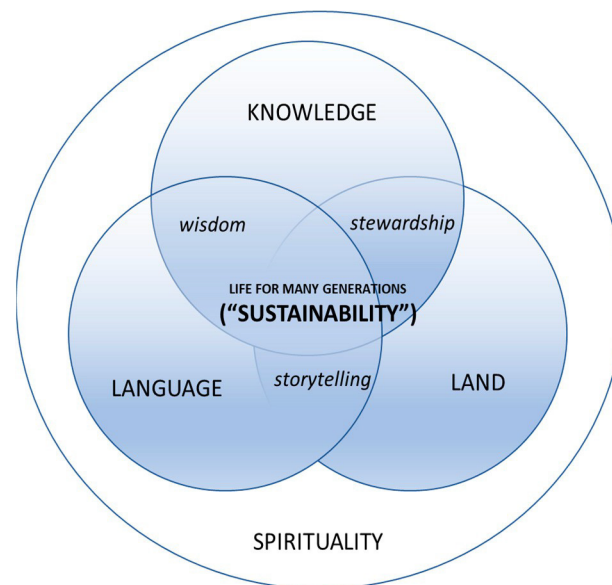 KNOWLEDGE
wisdom
stewardship
LIFE FOR MANY GENERATIONS
(“SUSTAINABILITY”)
LANGUAGE
storytelling
LAND
SPIRITUALITY